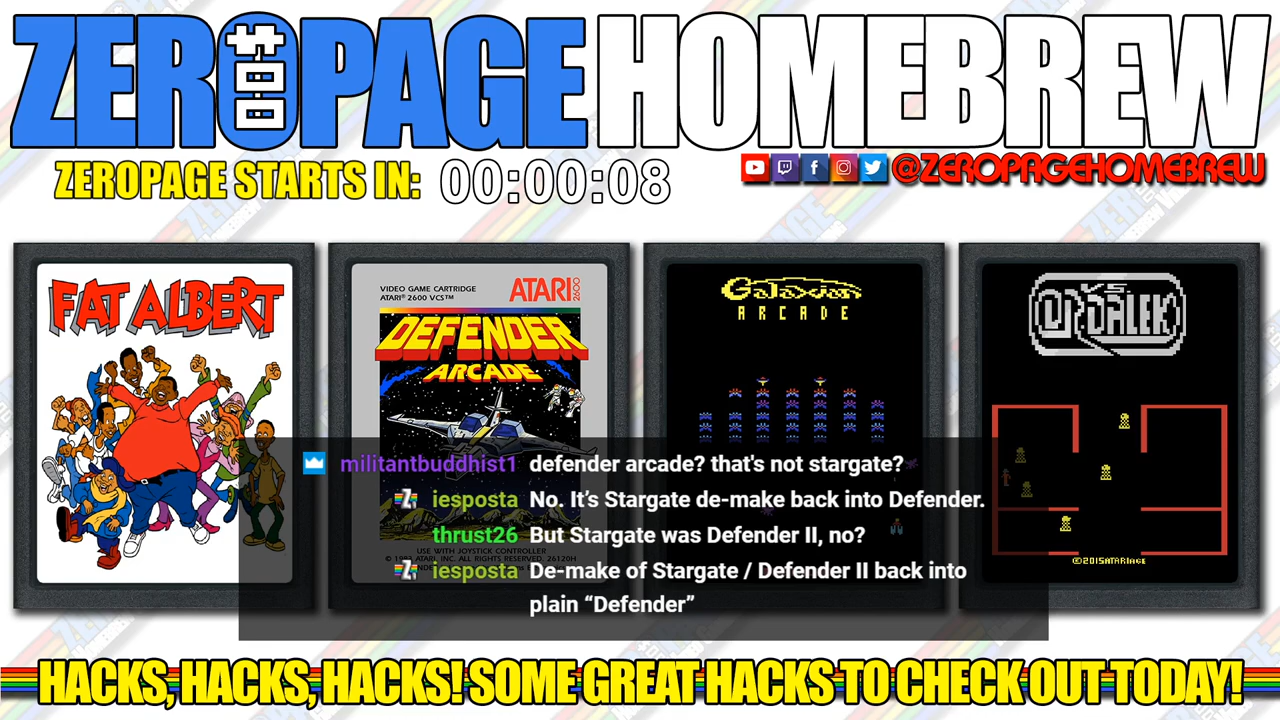 ZEROPAGE HOMEBREW
ZEROPAGE STARTS IN: 00:00:08
@ZEROPAGEHOMEBREW
FAT ALBERT
VIDEO GAME CARTRIDGE
ATARI® 2600 VCS™
ATARI 2600
DEFENDER
ARCADE
USE WITH JOYSTICK CONTROLLER
Galaxian
ARCADE
DR VS. DALEK
©2015 ATARIAGE
militantbuddhist1 defender arcade? that's not stargate?
iesposta No. It’s Stargate de-make back into Defender.
thrust26 But Stargate was Defender II, no?
iesposta De-make of Stargate / Defender II back into
plain “Defender”
HACKS, HACKS, HACKS! SOME GREAT HACKS TO CHECK OUT TODAY!